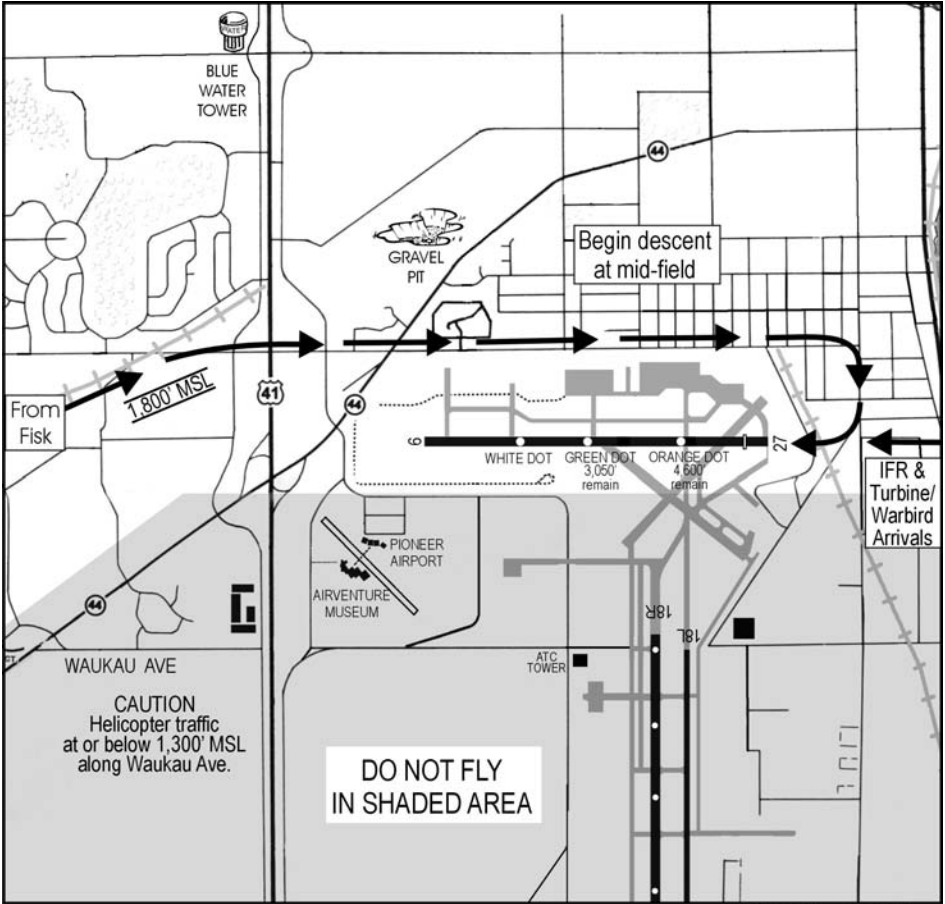 WATER
BLUE
WATER
TOWER
44
GRAVEL
PIT
Begin descent
at mid-field
1,800' MSL
From
Fisk
41
44
9
27
WHITE DOT
GREEN DOT
3,050'
remain
ORANGE DOT
4,600'
remain
IFR &
Turbine/
Warbird
Arrivals
PIONEER
AIRPORT
AIRVENTURE
MUSEUM
44
18R
18L
ATC
TOWER
WAUKAU AVE
CAUTION
Helicopter traffic
at or below 1,300' MSL
along Waukau Ave.
DO NOT FLY
IN SHADED AREA